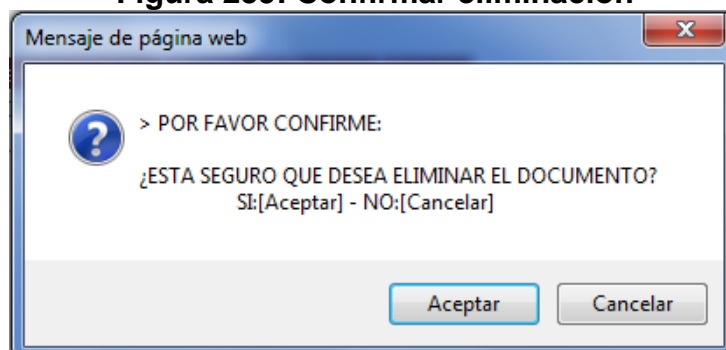 Mensaje de página web
> POR FAVOR CONFIRME:
¿ESTA SEGURO QUE DESEA ELIMINAR EL DOCUMENTO?
SI:[Aceptar] - NO:[Cancelar]
Aceptar
Cancelar